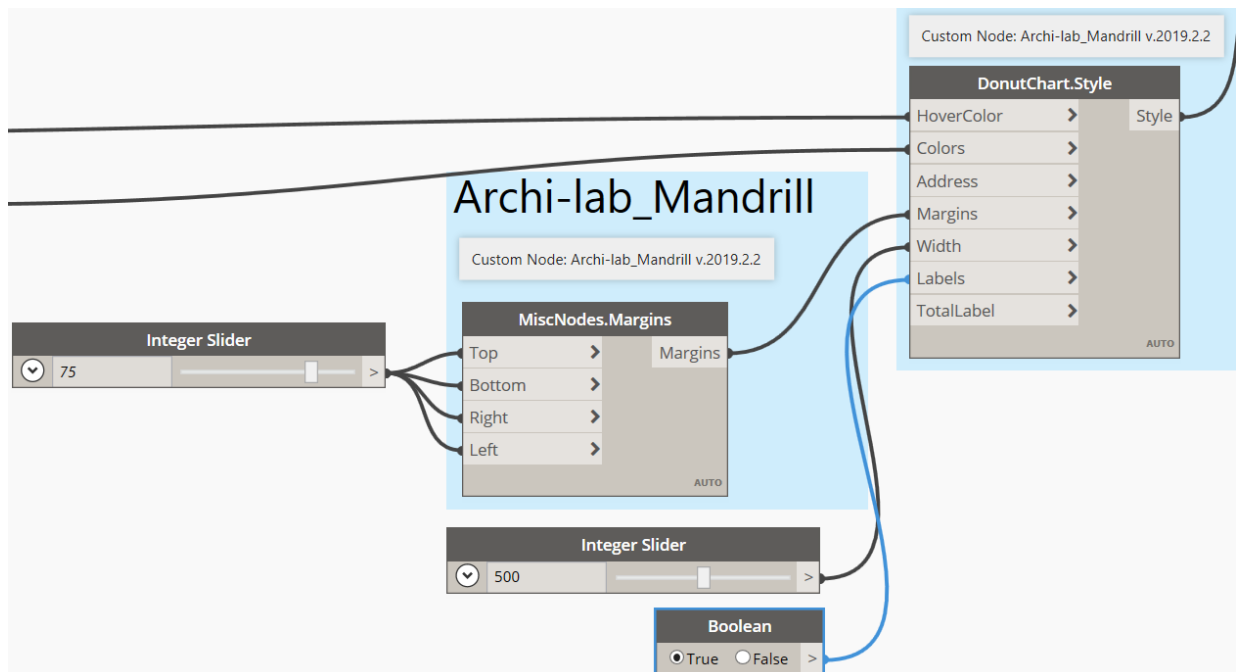 Custom Node: Archi-lab_Mandrill v.2019.2.2
DonutChart.Style
HoverColor > Style
Colors >
Address >
Margins >
Width >
Labels >
TotalLabel >
AUTO
Archi-lab_Mandrill
Custom Node: Archi-lab_Mandrill v.2019.2.2
MiscNodes.Margins
Top > Margins
Bottom >
Right >
Left >
AUTO
Integer Slider
75 >
Integer Slider
500 >
Boolean
True False >